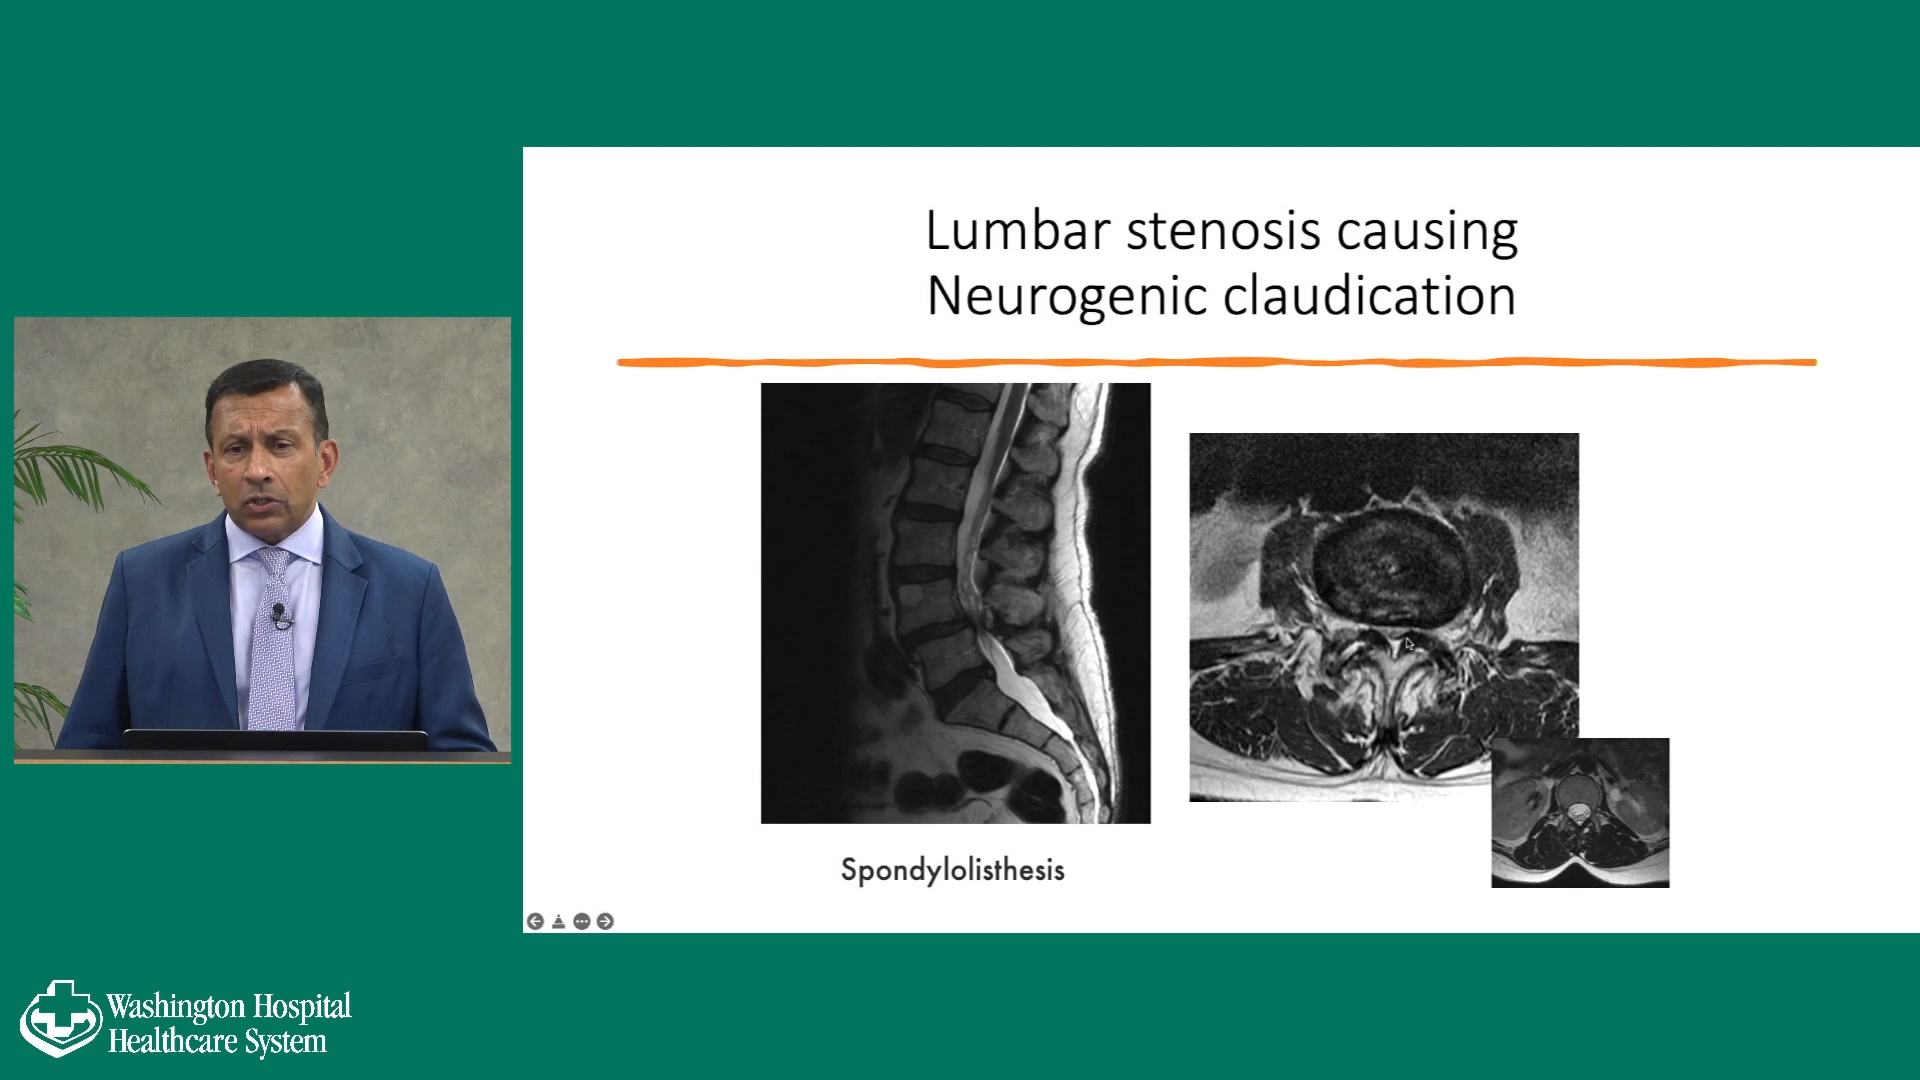 Lumbar stenosis causing
Neurogenic claudication
Spondylolisthesis
Washington Hospital
Healthcare System